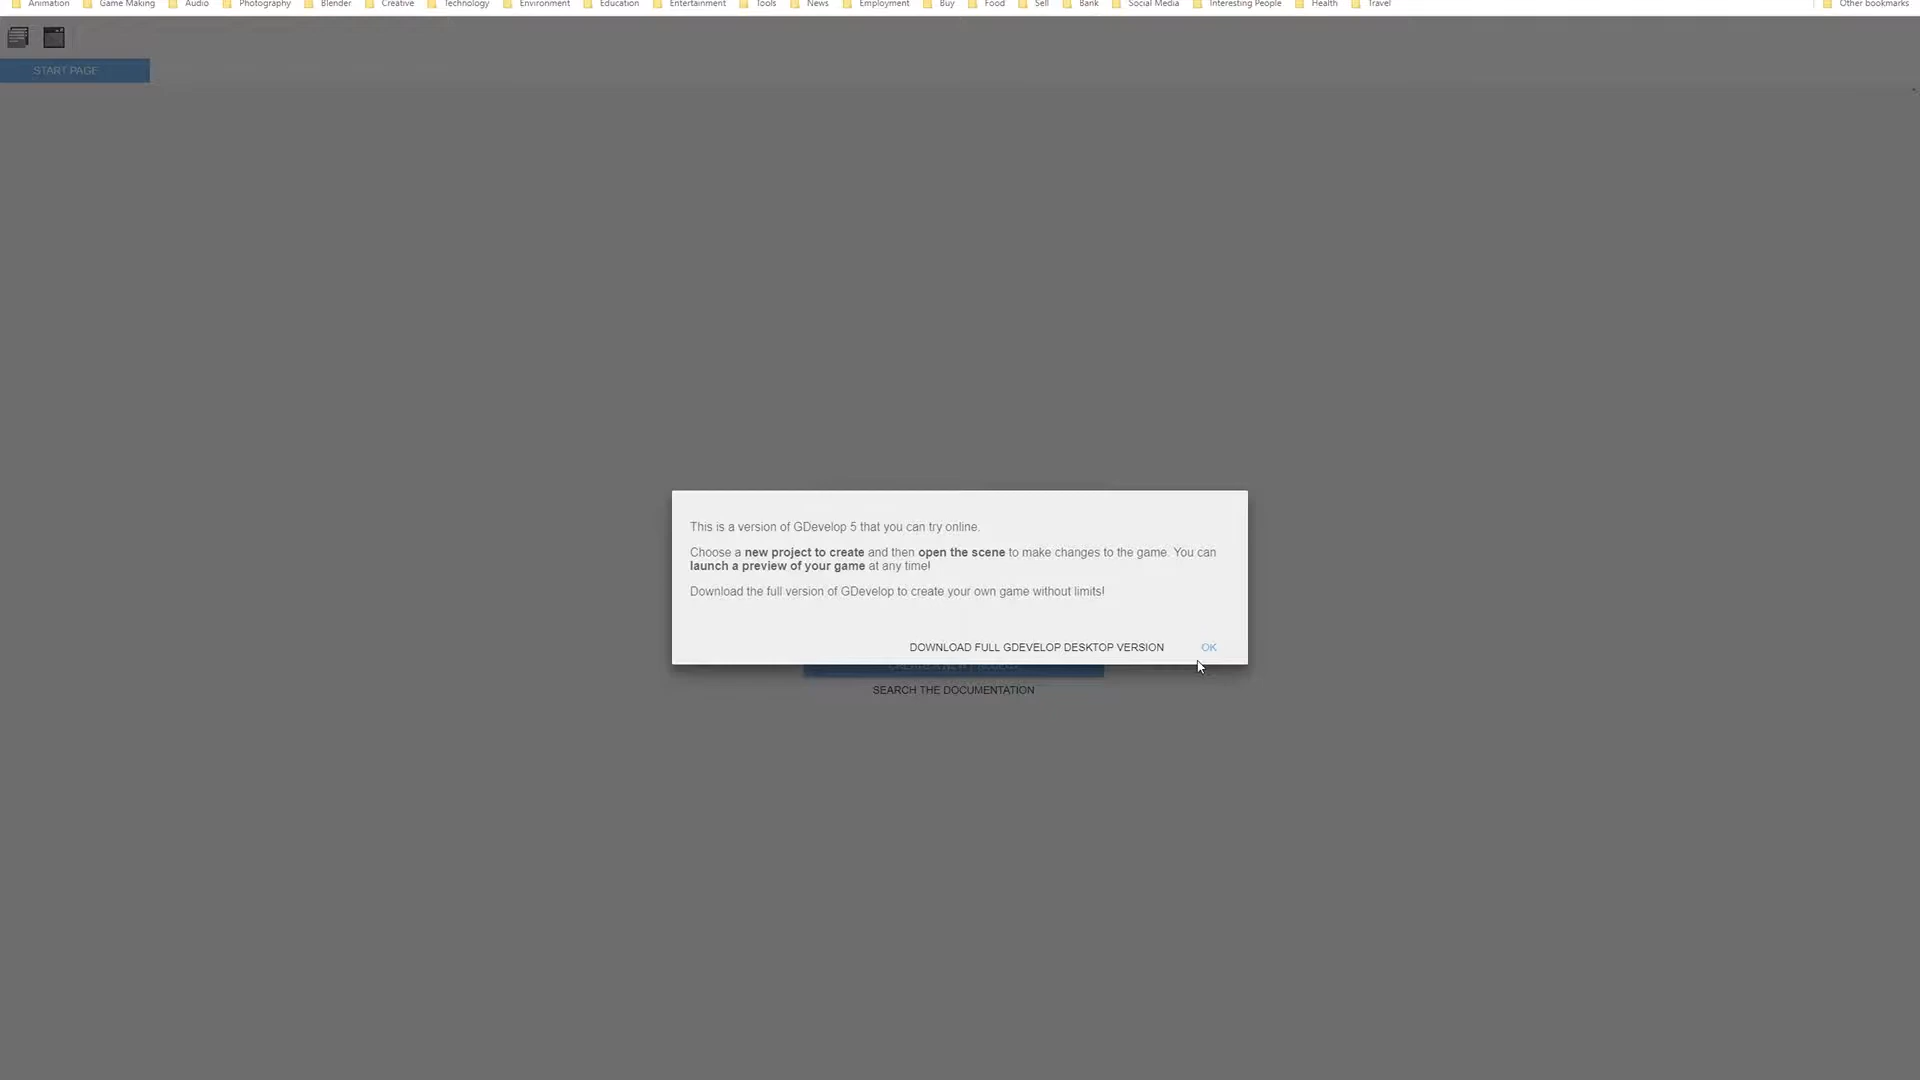 Animation Game Making Audio Photography Blender Creative Technology Environment Education Entertainment Tools News Employment Buy Food Sell Bank Social Media Interesting People Health Travel Other bookmarks
START PAGE
This is a version of GDevelop 5 that you can try online.
Choose a new project to create and then open the scene to make changes to the game. You can
launch a preview of your game at any time!
Download the full version of GDevelop to create your own game without limits!
DOWNLOAD FULL GDEVELOP DESKTOP VERSION OK
SEARCH THE DOCUMENTATION